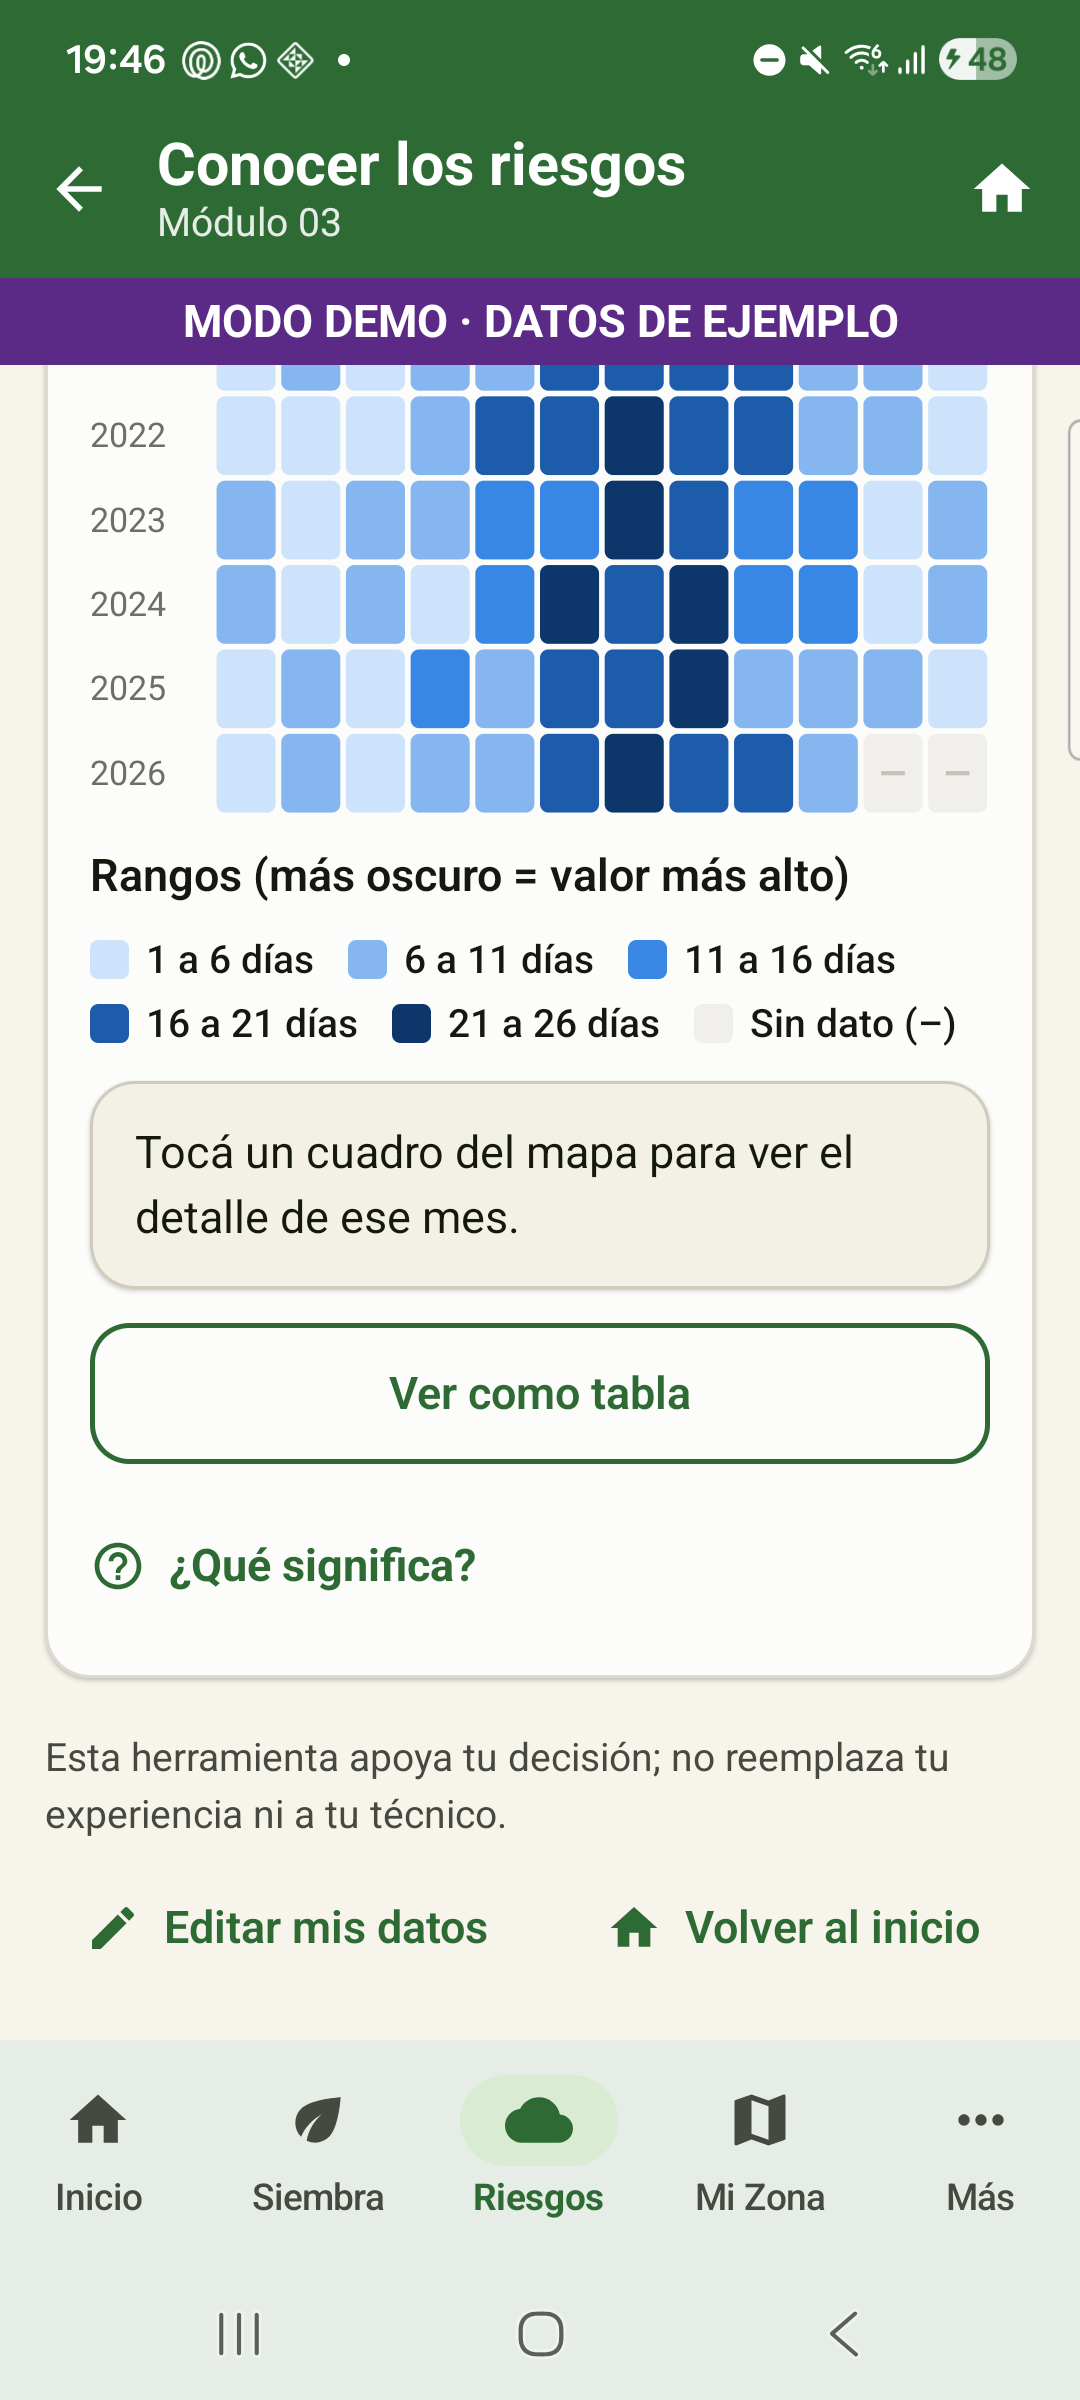 19:46
48
Conocer los riesgos
Módulo 03
MODO DEMO · DATOS DE EJEMPLO
2022
2023
2024
2025
2026
– –
Rangos (más oscuro = valor más alto)
1 a 6 días 6 a 11 días 11 a 16 días
16 a 21 días 21 a 26 días Sin dato (–)
Tocá un cuadro del mapa para ver el
detalle de ese mes.
Ver como tabla
¿Qué significa?
Esta herramienta apoya tu decisión; no reemplaza tu
experiencia ni a tu técnico.
Editar mis datos Volver al inicio
Inicio Siembra Riesgos Mi Zona Más